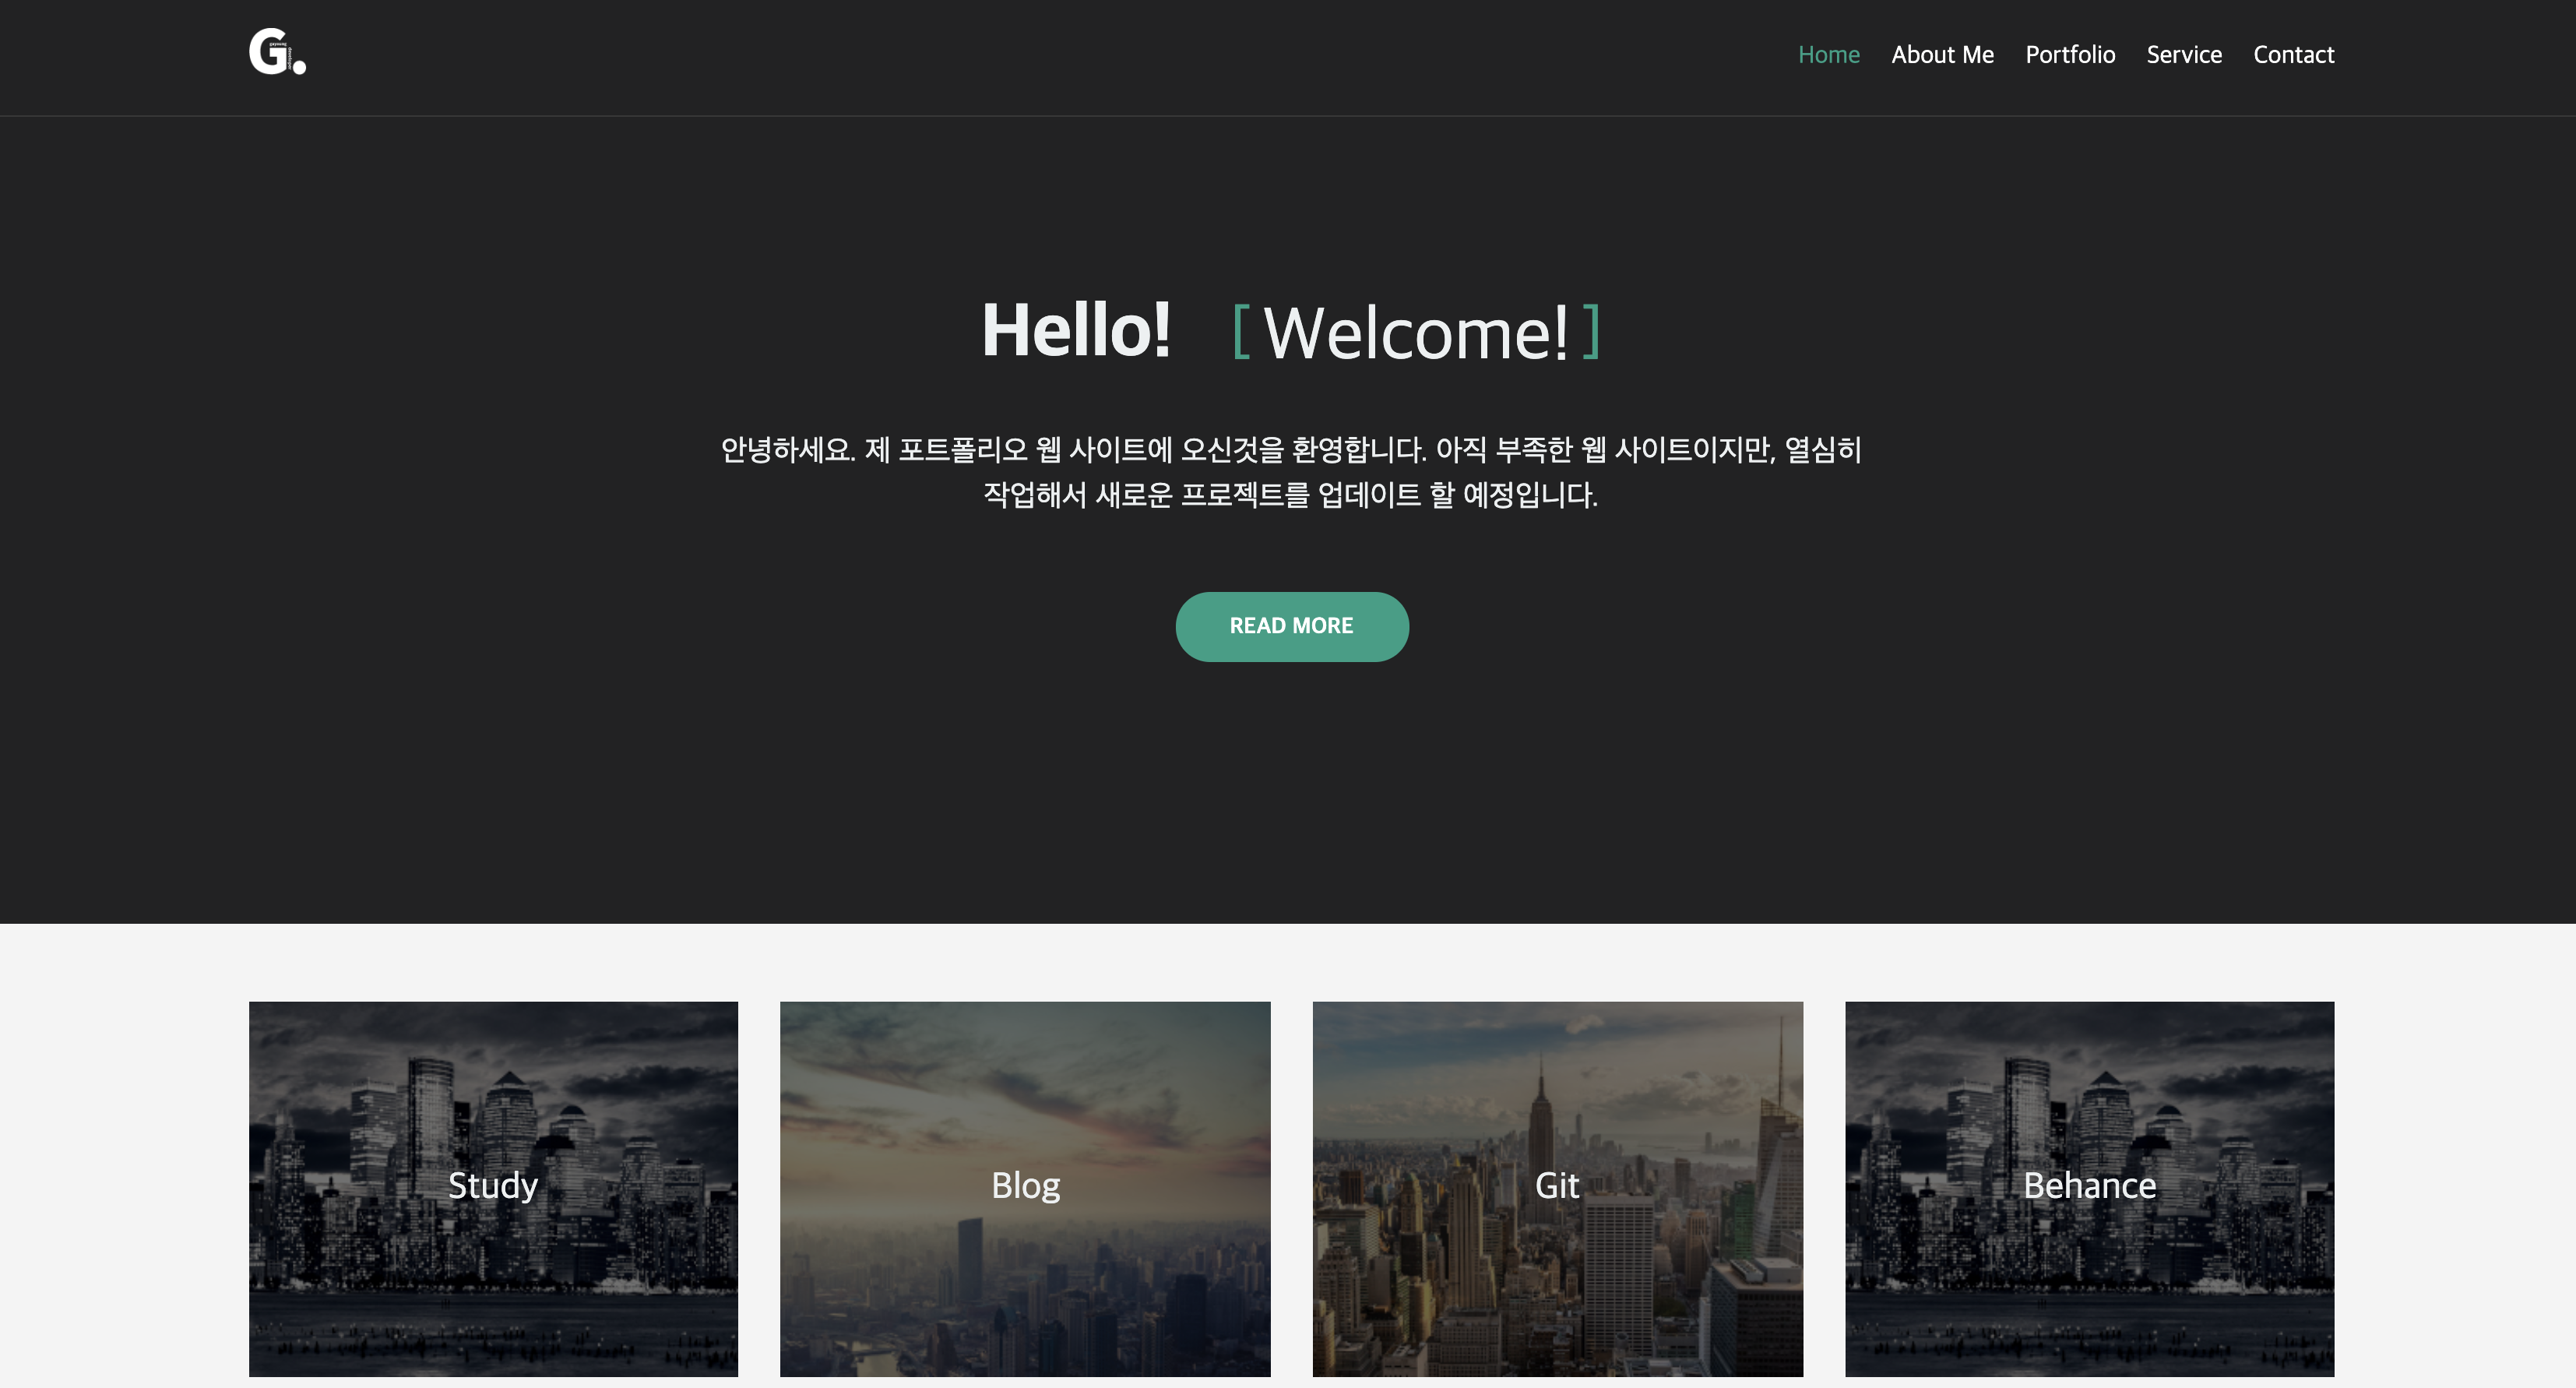 G.
Home About Me Portfolio Service Contact
Hello! [ Welcome! ]
안녕하세요. 제 포트폴리오 웹 사이트에 오신것을 환영합니다. 아직 부족한 웹 사이트이지만, 열심히
작업해서 새로운 프로젝트를 업데이트 할 예정입니다.
READ MORE
Study
Blog
Git
Behance